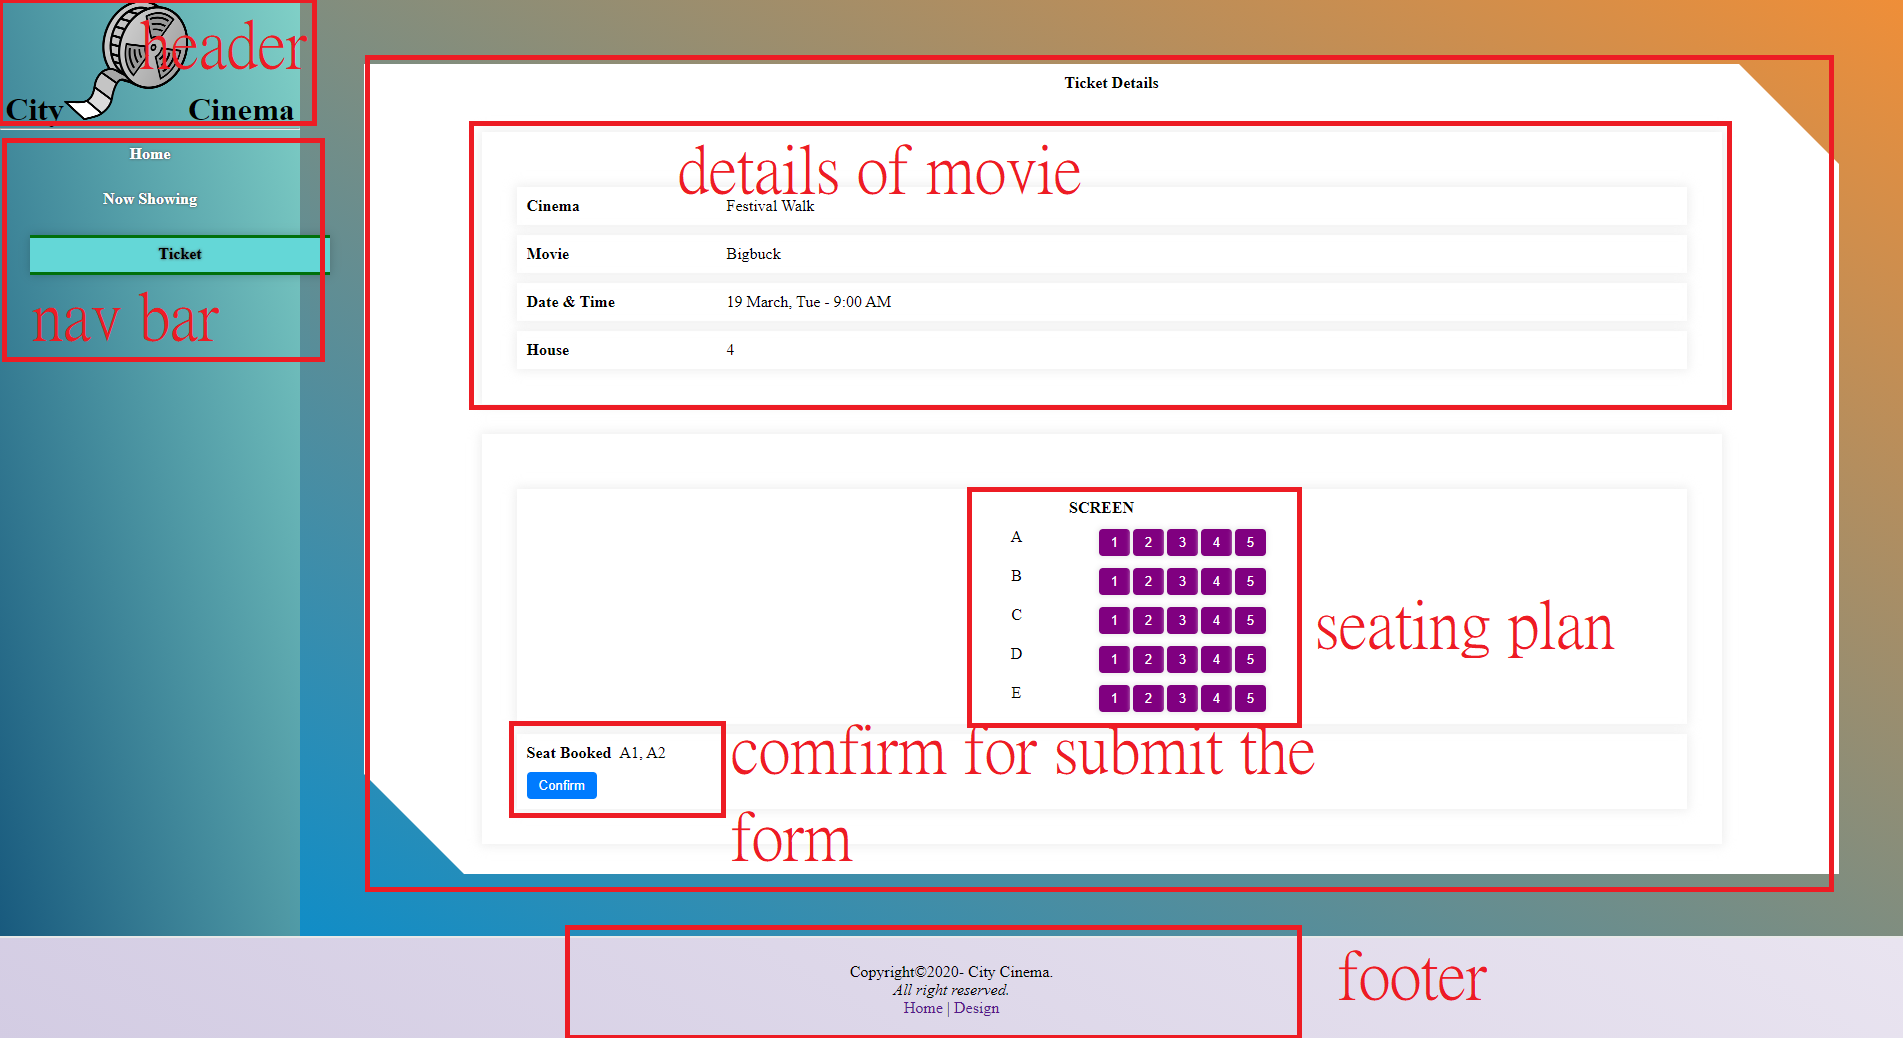 header
City Cinema
Home
Now Showing
Ticket
nav bar
Ticket Details
details of movie
Cinema Festival Walk
Movie Bigbuck
Date & Time 19 March, Tue - 9:00 AM
House 4
SCREEN
A 1 2 3 4 5
B 1 2 3 4 5
C 1 2 3 4 5
D 1 2 3 4 5
E 1 2 3 4 5
seating plan
Seat Booked A1, A2
Confirm
comfirm for submit the
form
Copyright©2020- City Cinema.
All right reserved.
Home | Design
footer